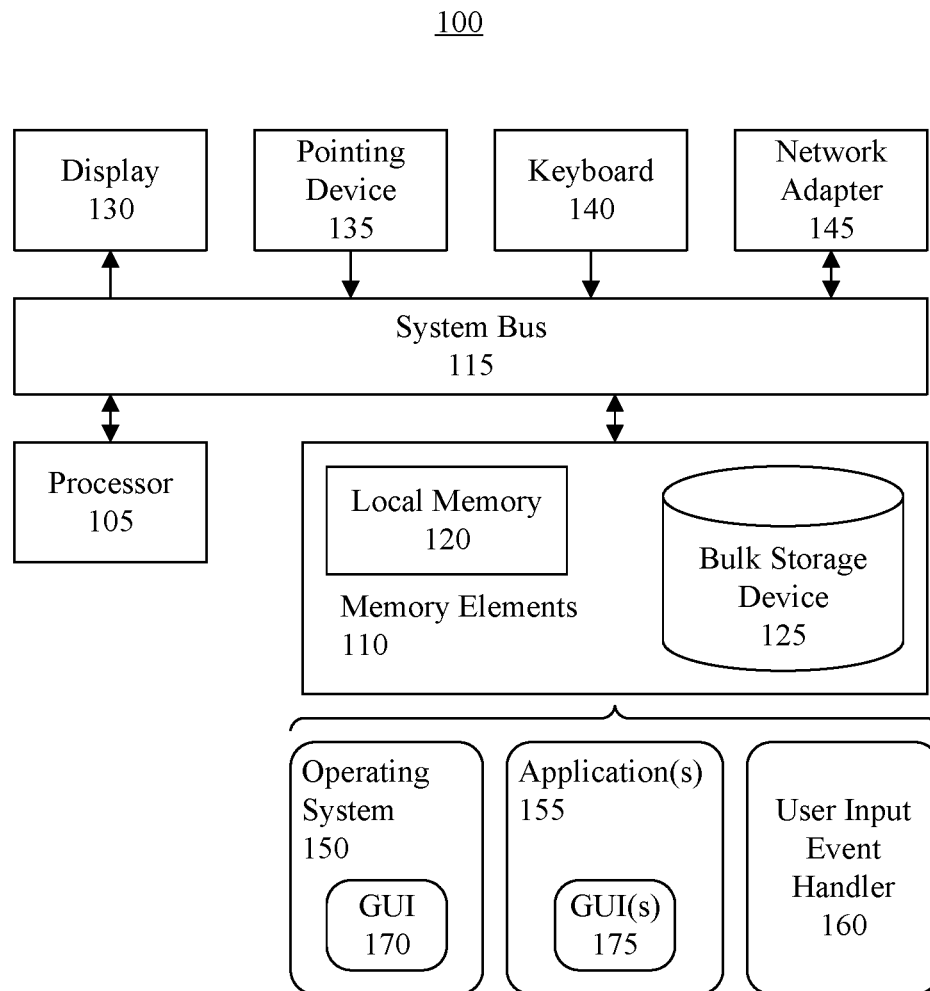 100
Display
130
Pointing
Device
135
Keyboard
140
Network
Adapter
145
System Bus
115
Processor
105
Local Memory
120
Memory Elements
110
Bulk Storage
Device
125
Operating
System
150
GUI
170
Application(s)
155
GUI(s)
175
User Input
Event
Handler
160